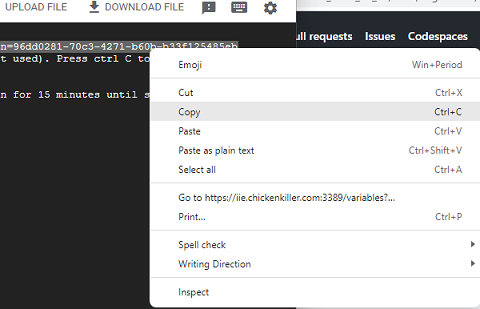 UPLOAD FILE DOWNLOAD FILE
n=96dd0281-70c3-4271-b60b-b33f125485eb
ull requests Issues Codespaces
t used). Press ctrl C to
n for 15 minutes until s
Emoji Win+Period
Cut Ctrl+X
Copy Ctrl+C
Paste Ctrl+V
Paste as plain text Ctrl+Shift+V
Select all Ctrl+A
Go to https://iie.chickenkiller.com:3389/variables?...
Print... Ctrl+P
Spell check
Writing Direction
Inspect